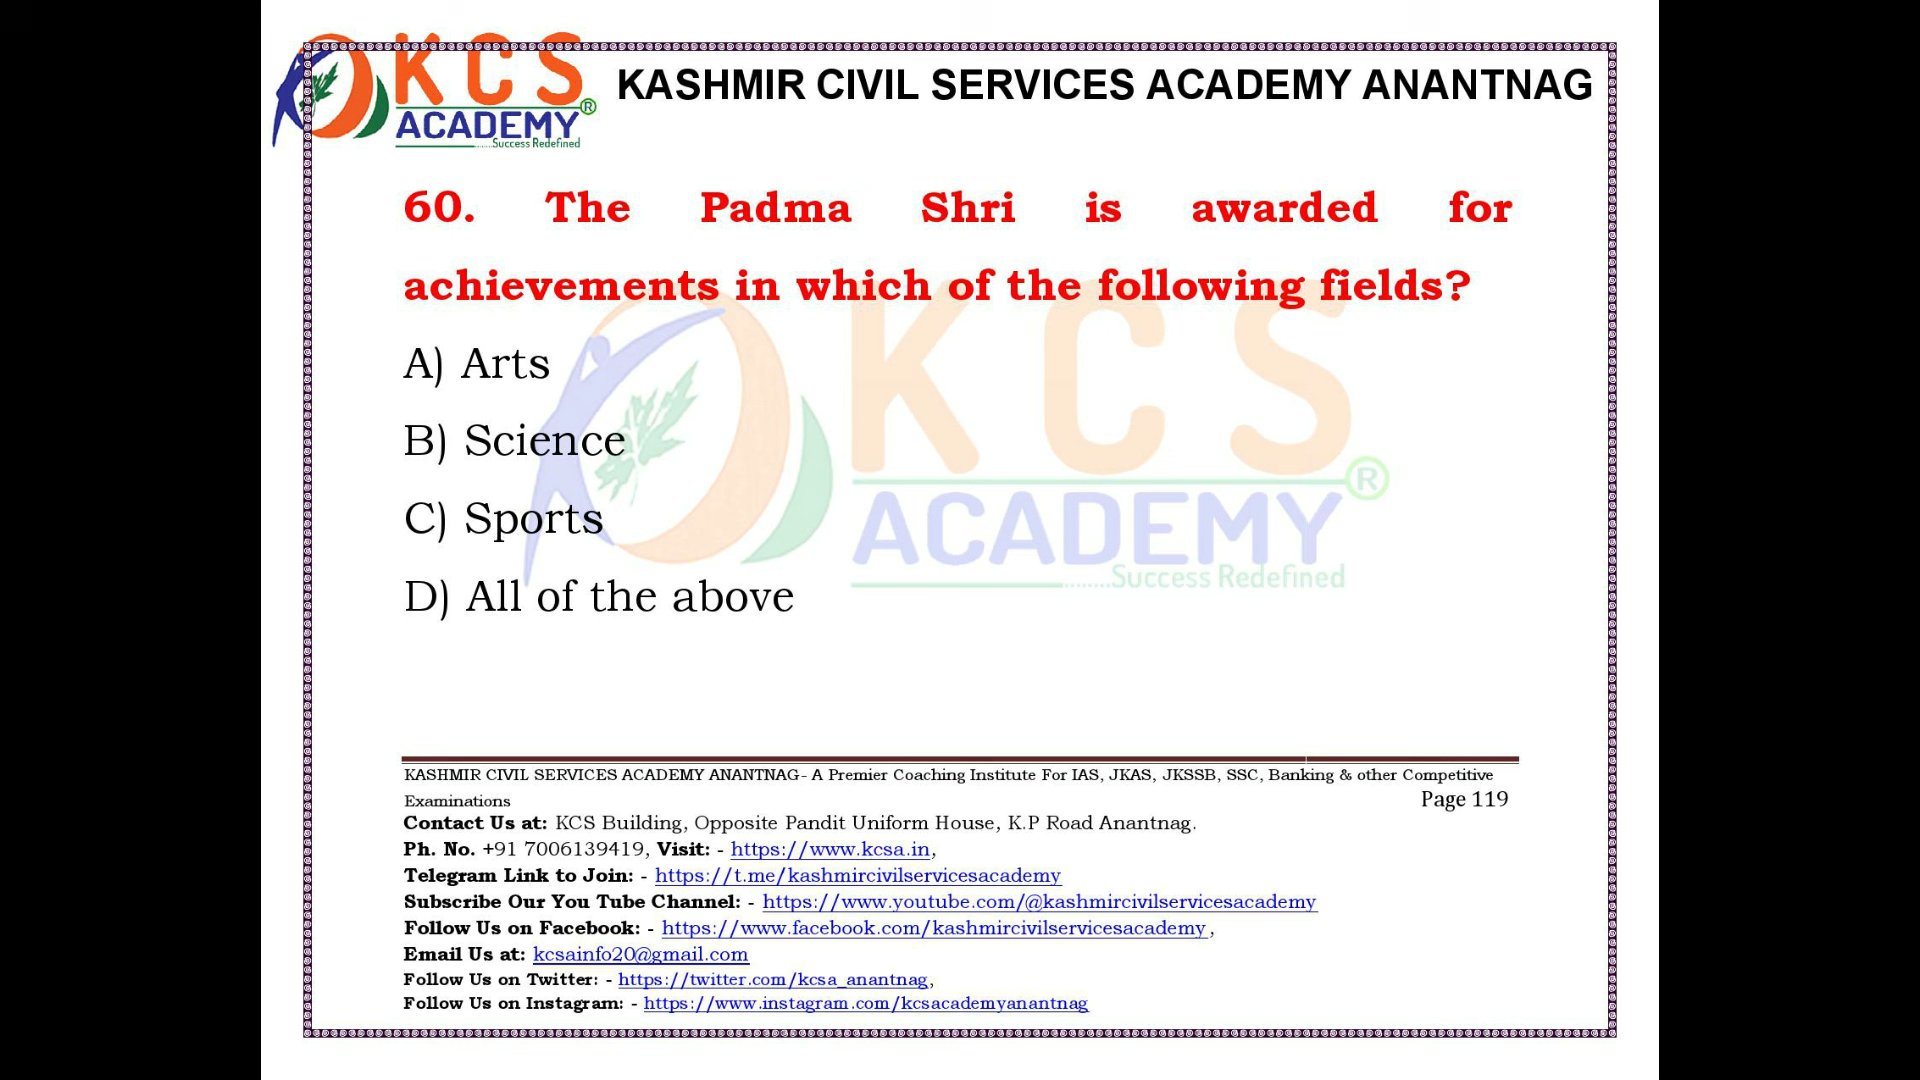 KCS
ACADEMY®
........Success Redefined
KASHMIR CIVIL SERVICES ACADEMY ANANTNAG
60. The Padma Shri is awarded for
achievements in which of the following fields?
A) Arts
B) Science
C) Sports
D) All of the above
KCS
ACADEMY®
........Success Redefined
KASHMIR CIVIL SERVICES ACADEMY ANANTNAG- A Premier Coaching Institute For IAS, JKAS, JKSSB, SSC, Banking & other Competitive
Examinations Page 119
Contact Us at: KCS Building, Opposite Pandit Uniform House, K.P Road Anantnag.
Ph. No. +91 7006139419, Visit: - https://www.kcsa.in,
Telegram Link to Join: - https://t.me/kashmircivilservicesacademy
Subscribe Our You Tube Channel: - https://www.youtube.com/@kashmircivilservicesacademy
Follow Us on Facebook: - https://www.facebook.com/kashmircivilservicesacademy,
Email Us at: kcsainfo20@gmail.com
Follow Us on Twitter: - https://twitter.com/kcsa_anantnag,
Follow Us on Instagram: - https://www.instagram.com/kcsacademyanantnag